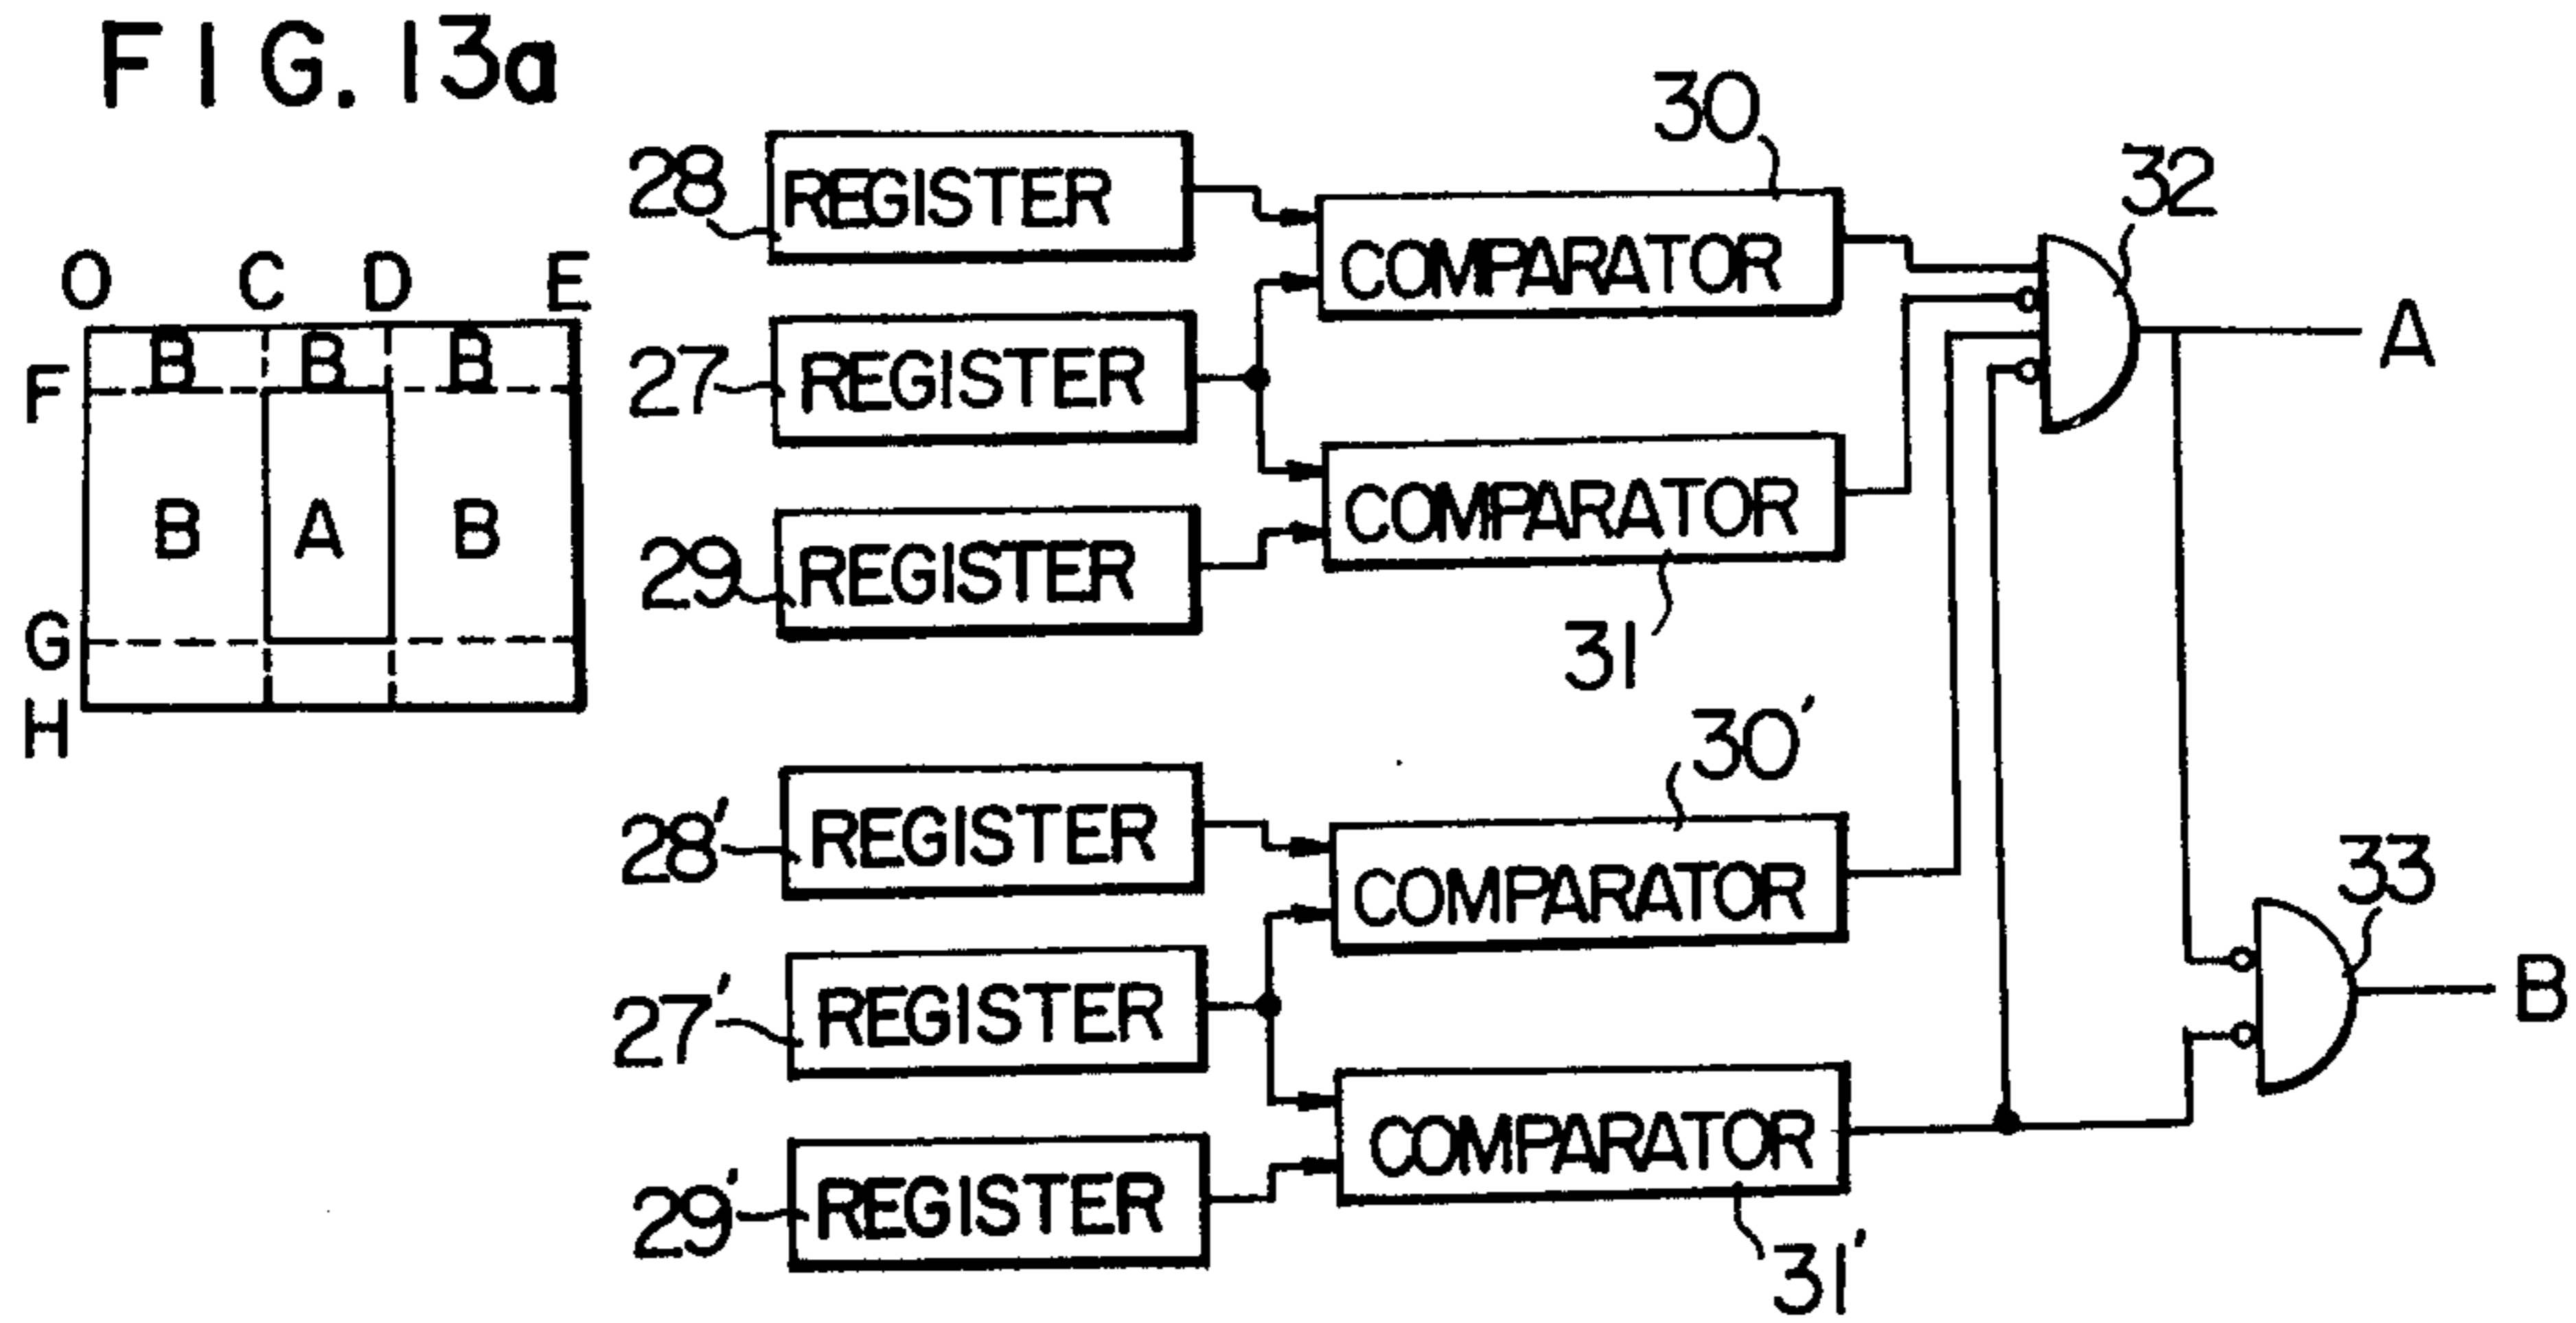 FIG. 13a
O C D E
F
G
H
B B B
B A B
28 REGISTER
27 REGISTER
29 REGISTER
30
COMPARATOR
COMPARATOR
31
32
A
28' REGISTER
27' REGISTER
29' REGISTER
30'
COMPARATOR
COMPARATOR
31'
33
B